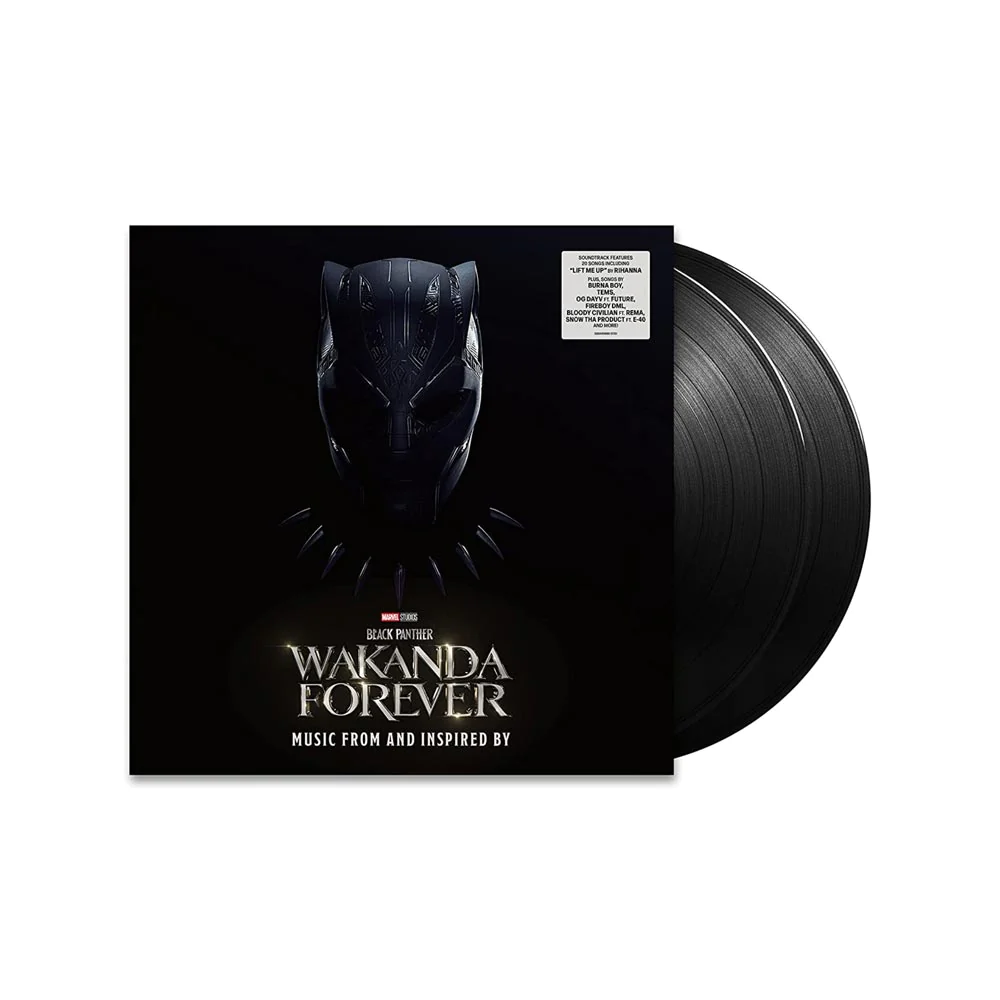 SOUNDTRACK FEATURES
20 SONGS INCLUDING
"LIFT ME UP" BY RIHANNA
PLUS, SONGS BY
BURNA BOY,
TEMS,
OG DAYV FT. FUTURE,
FIREBOY DML,
BLOODY CIVILIAN FT. REMA,
SNOW THA PRODUCT FT. E-40
AND MORE!
MARVEL STUDIOS
BLACK PANTHER
WAKANDA
FOREVER
MUSIC FROM AND INSPIRED BY